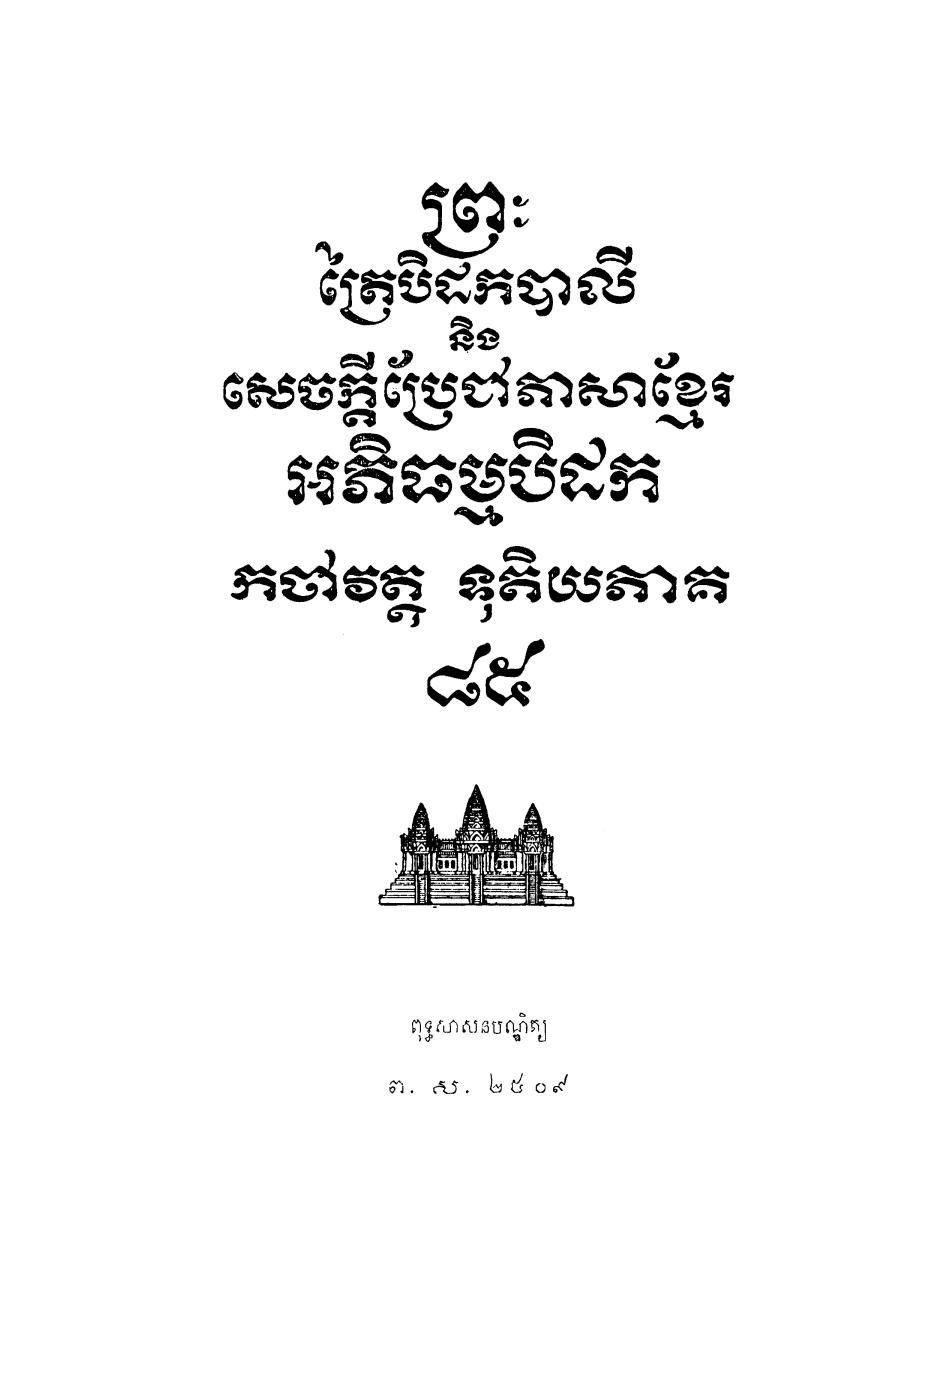 ព្រះ
ត្រៃបិដកបាលី
និង
សេចក្តីប្រែជាភាសាខ្មែរ
អភិធម្មបិដក
កថាវត្ថុ ទុតិយភាគ
៨៥
ពុទ្ធសាសនបណ្ឌិត្យ
ព. ស. ២៥០៩